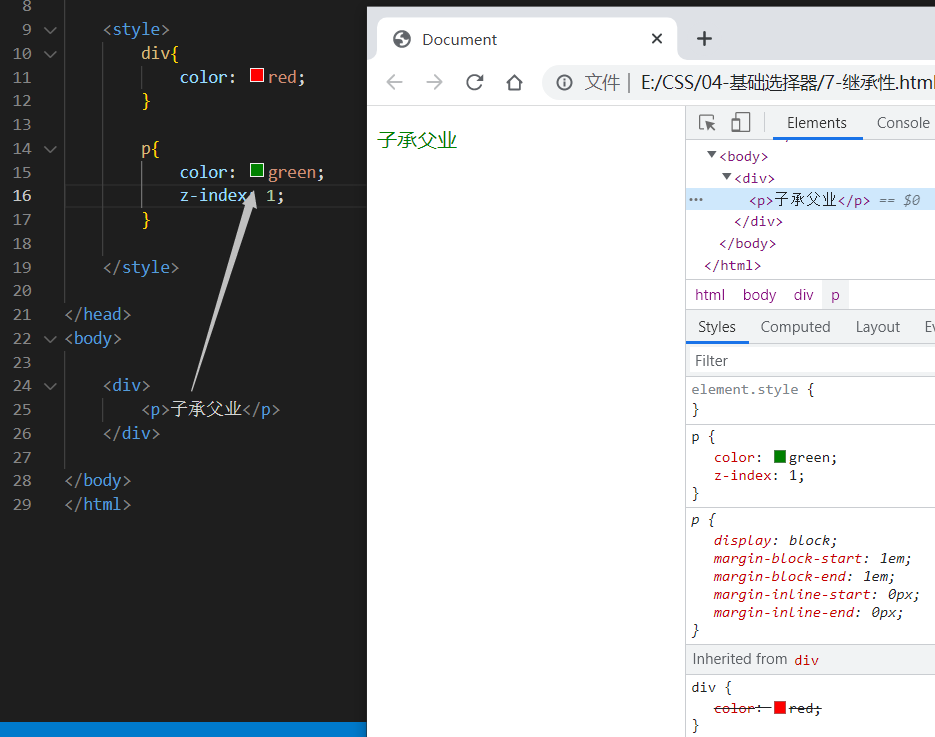 8
9 <style>
10 div{
11 color: red;
12 }
13
14 p{
15 color: green;
16 z-index: 1;
17 }
18
19 </style>
20
21 </head>
22 <body>
23
24 <div>
25 <p>子承父业</p>
26 </div>
27
28 </body>
29 </html>
Document
文件 | E:/CSS/04-基础选择器/7-继承性.html
子承父业
Elements Console
<body>
<div>
··· <p>子承父业</p> == $0
</div>
</body>
</html>
html body div p
Styles Computed Layout Ev
Filter
element.style {
}
p {
color: green;
z-index: 1;
}
p {
display: block;
margin-block-start: 1em;
margin-block-end: 1em;
margin-inline-start: 0px;
margin-inline-end: 0px;
}
Inherited from div
div {
color: red;
}